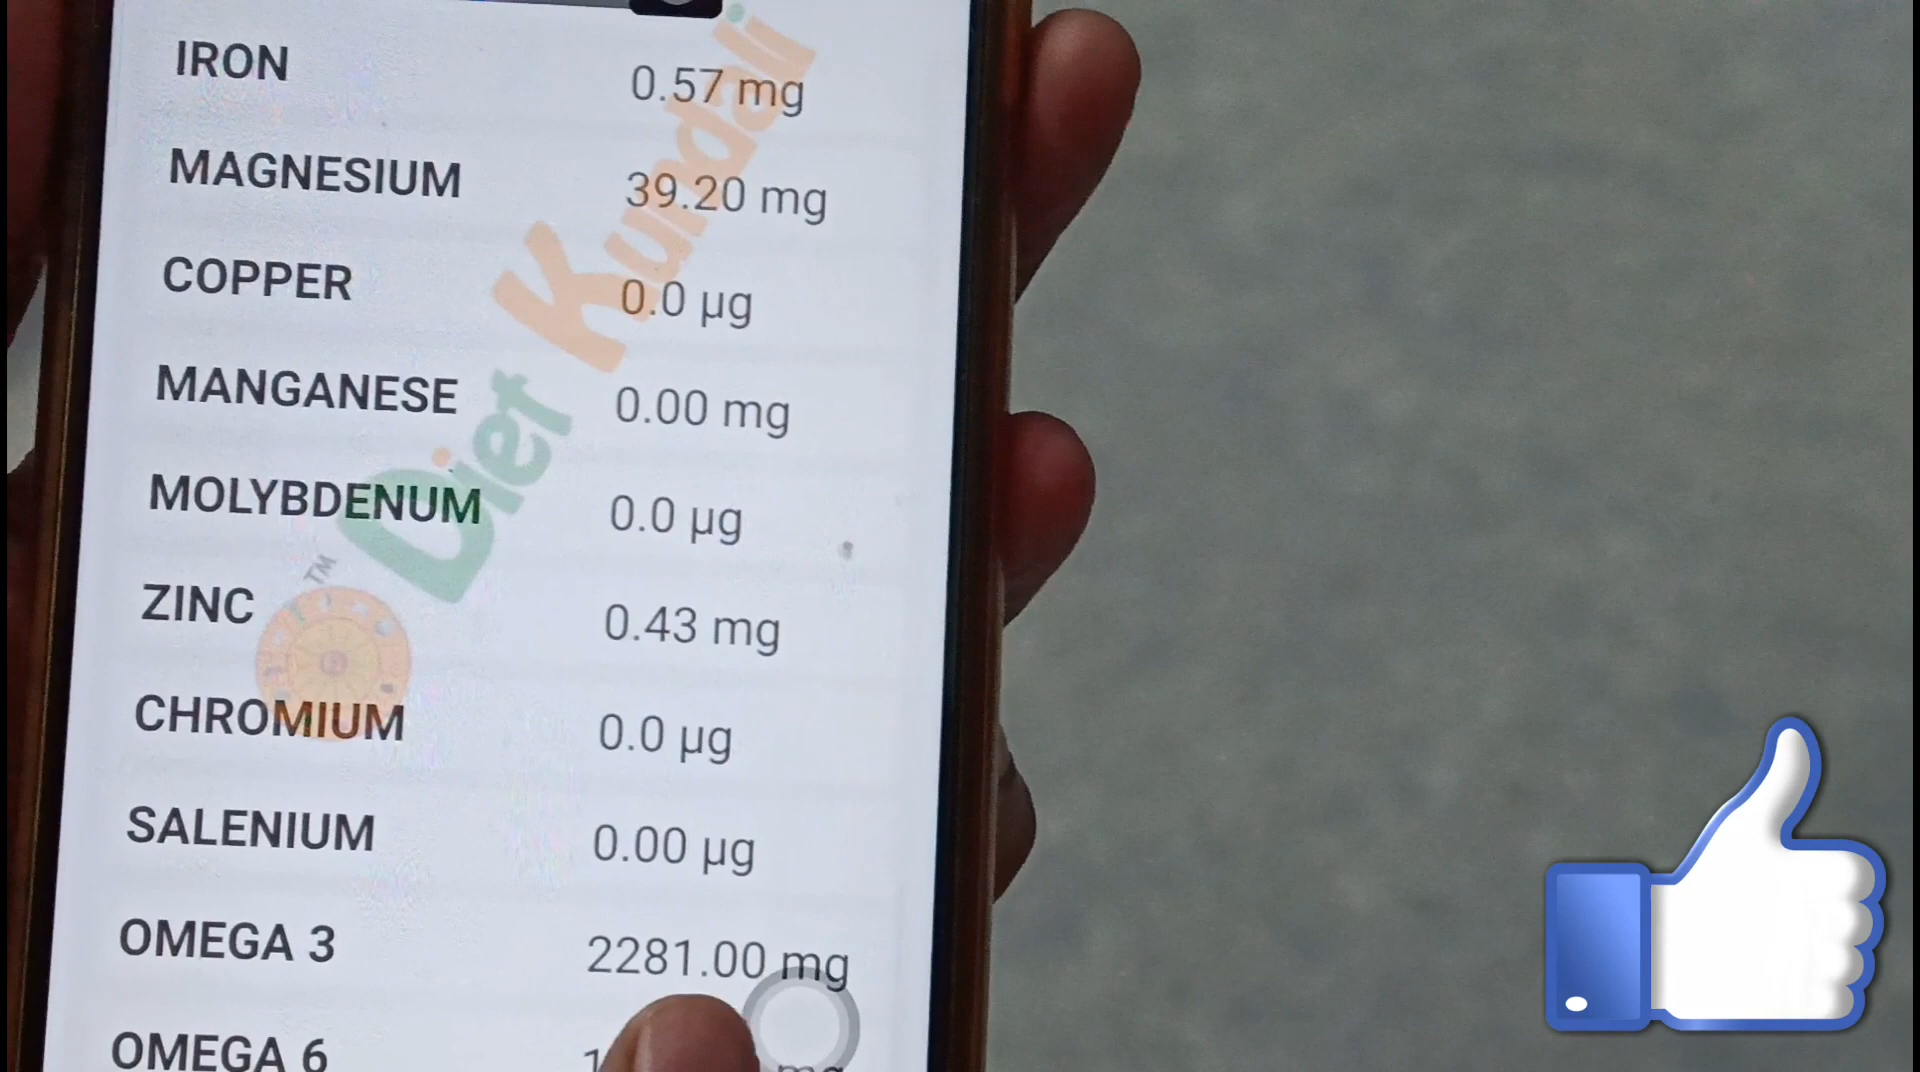 IRON 0.57 mg
MAGNESIUM 39.20 mg
COPPER 0.0 µg
MANGANESE 0.00 mg
MOLYBDENUM 0.0 µg
ZINC 0.43 mg
CHROMIUM 0.0 µg
SALENIUM 0.00 µg
OMEGA 3 2281.00 mg
OMEGA 6 mg
Diet Kundali
TM